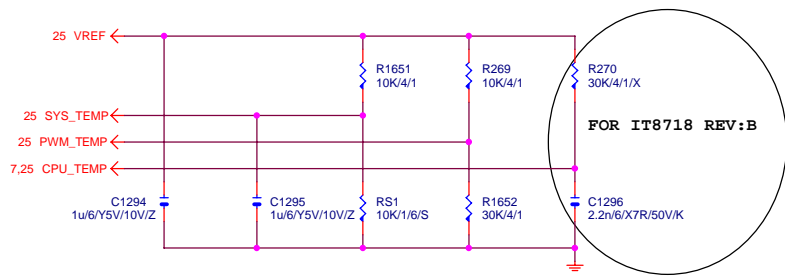 25 VREF
R1651
10K/4/1
R269
10K/4/1
R270
30K/4/1/X
25 SYS_TEMP
FOR IT8718 REV:B
25 PWM_TEMP
7,25 CPU_TEMP
C1294
1u/6/Y5V/10V/Z
C1295
1u/6/Y5V/10V/Z
RS1
10K/1/6/S
R1652
30K/4/1
C1296
2.2n/6/X7R/50V/K